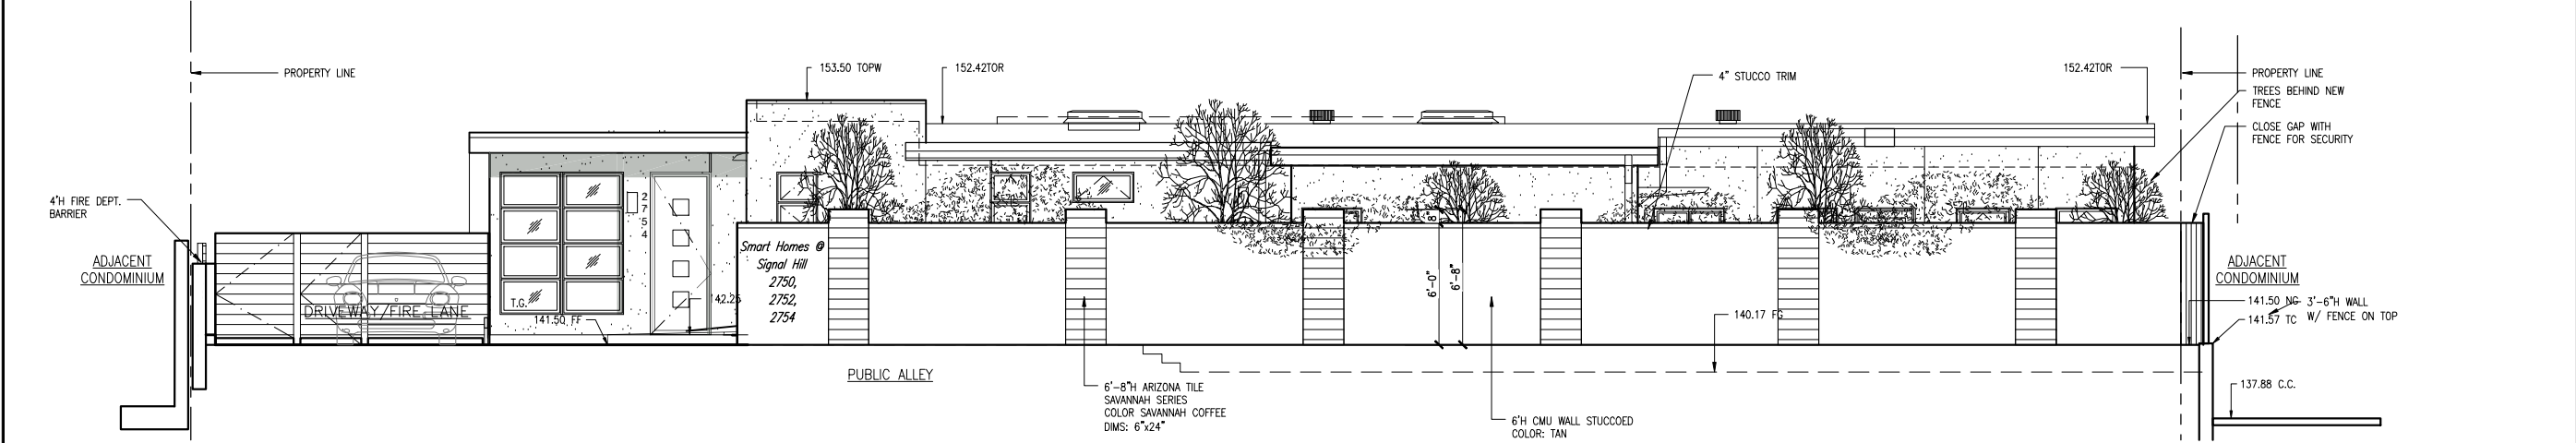 PROPERTY LINE
153.50 TOPW
152.42TOR
4" STUCCO TRIM
152.42TOR
PROPERTY LINE
TREES BEHIND NEW
FENCE
CLOSE GAP WITH
FENCE FOR SECURITY
4'H FIRE DEPT.
BARRIER
ADJACENT
CONDOMINIUM
DRIVEWAY/FIRE LANE
T.G.
2
7
5
4
141.50 FF
142.25
Smart Homes @
Signal Hill
2750,
2752,
2754
8"
6'-0"
6'-8"
140.17 FG
ADJACENT
CONDOMINIUM
141.50 NG
141.57 TC
3'-6"H WALL
W/ FENCE ON TOP
137.88 C.C.
PUBLIC ALLEY
6'-8"H ARIZONA TILE
SAVANNAH SERIES
COLOR SAVANNAH COFFEE
DIMS: 6"x24"
6'H CMU WALL STUCCOED
COLOR: TAN